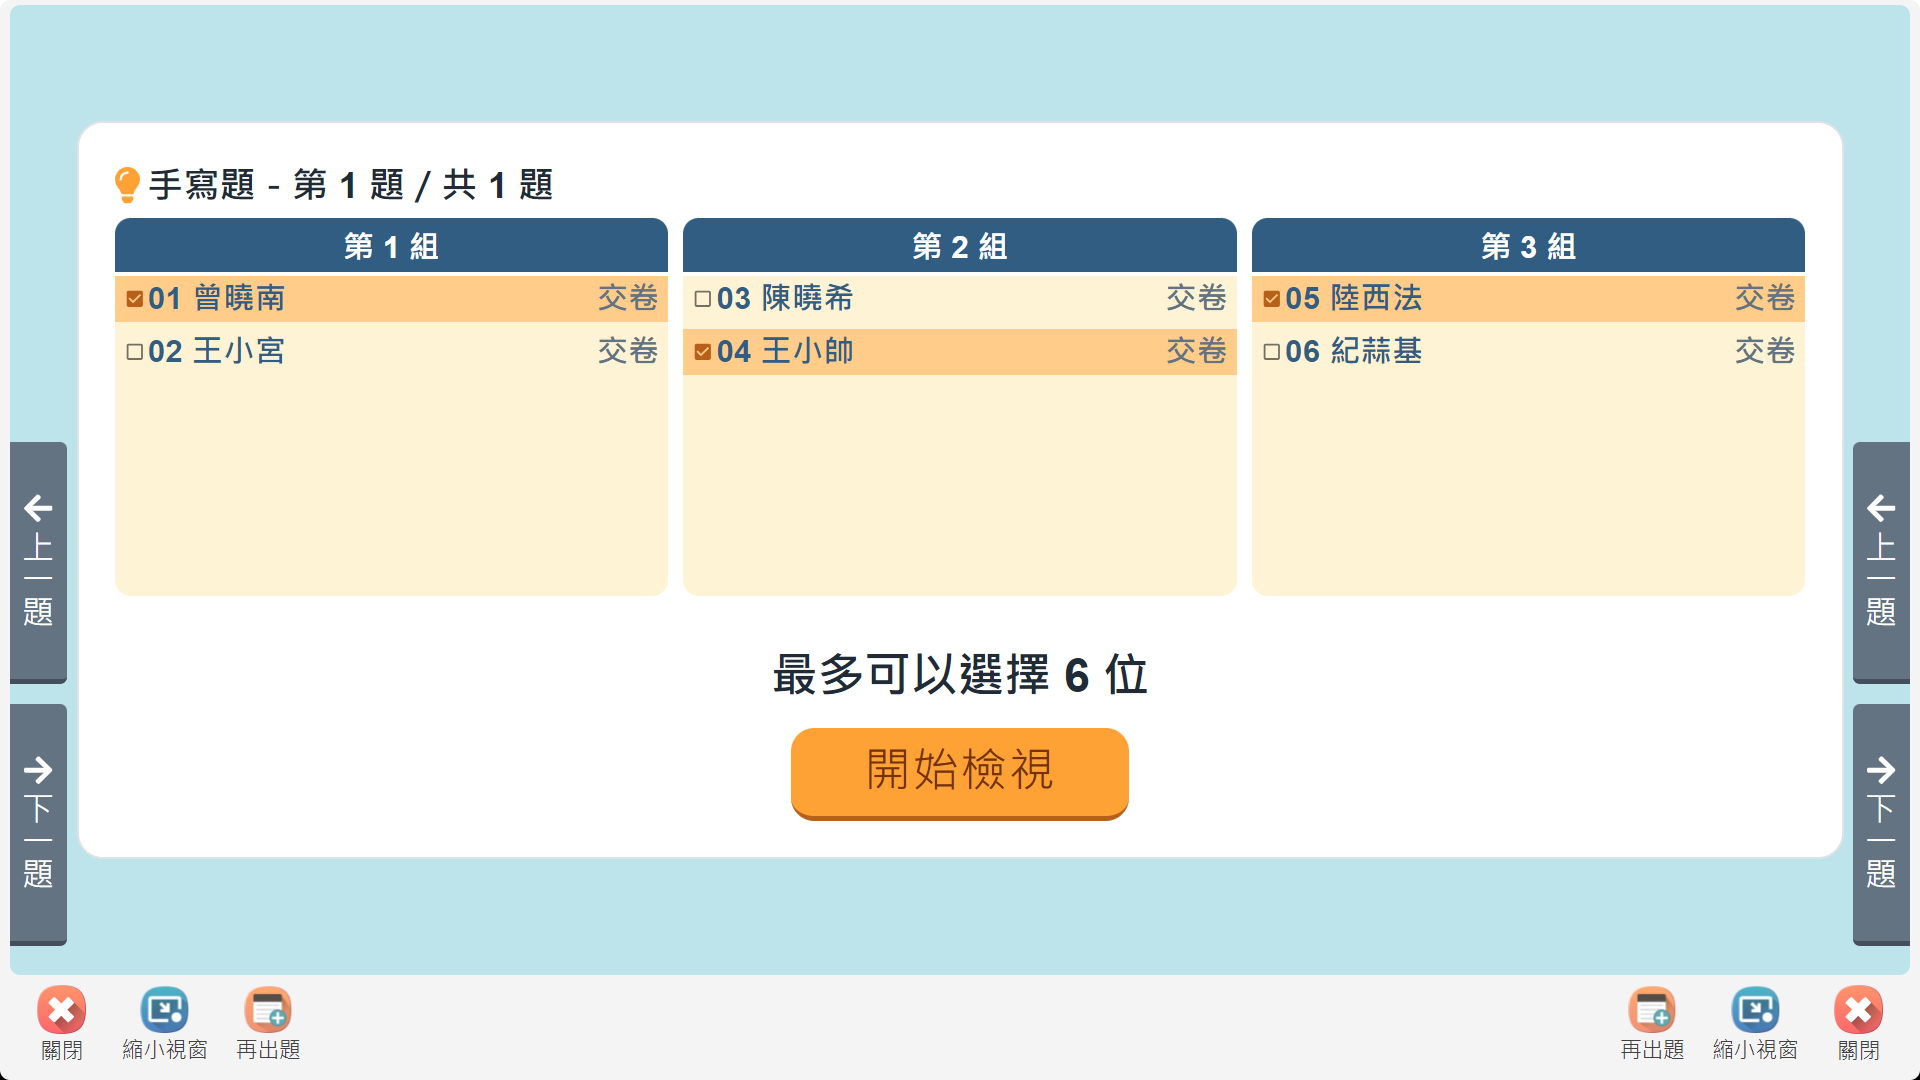 手寫題 - 第 1 題 / 共 1 題
第 1 組
01 曾曉南 交卷
02 王小宮 交卷
第 2 組
03 陳曉希 交卷
04 王小帥 交卷
第 3 組
05 陸西法 交卷
06 紀蒜基 交卷
最多可以選擇 6 位
開始檢視
上一題
下一題
上一題
下一題
關閉
縮小視窗
再出題
再出題
縮小視窗
關閉